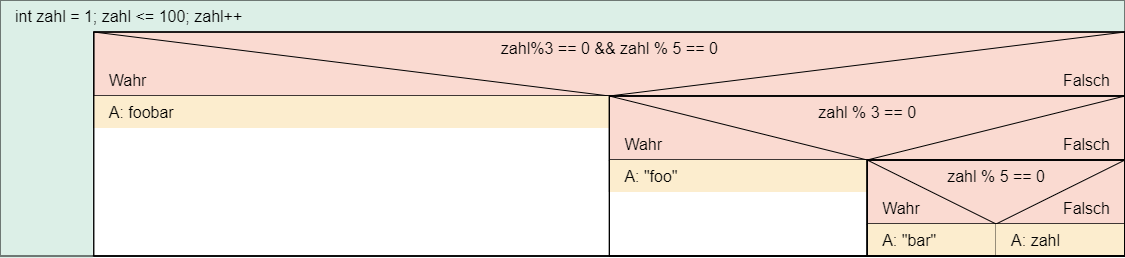 int zahl = 1; zahl <= 100; zahl++
zahl%3 == 0 && zahl % 5 == 0
Wahr
Falsch
A: foobar
zahl % 3 == 0
Wahr
Falsch
A: "foo"
zahl % 5 == 0
Wahr
Falsch
A: "bar"
A: zahl